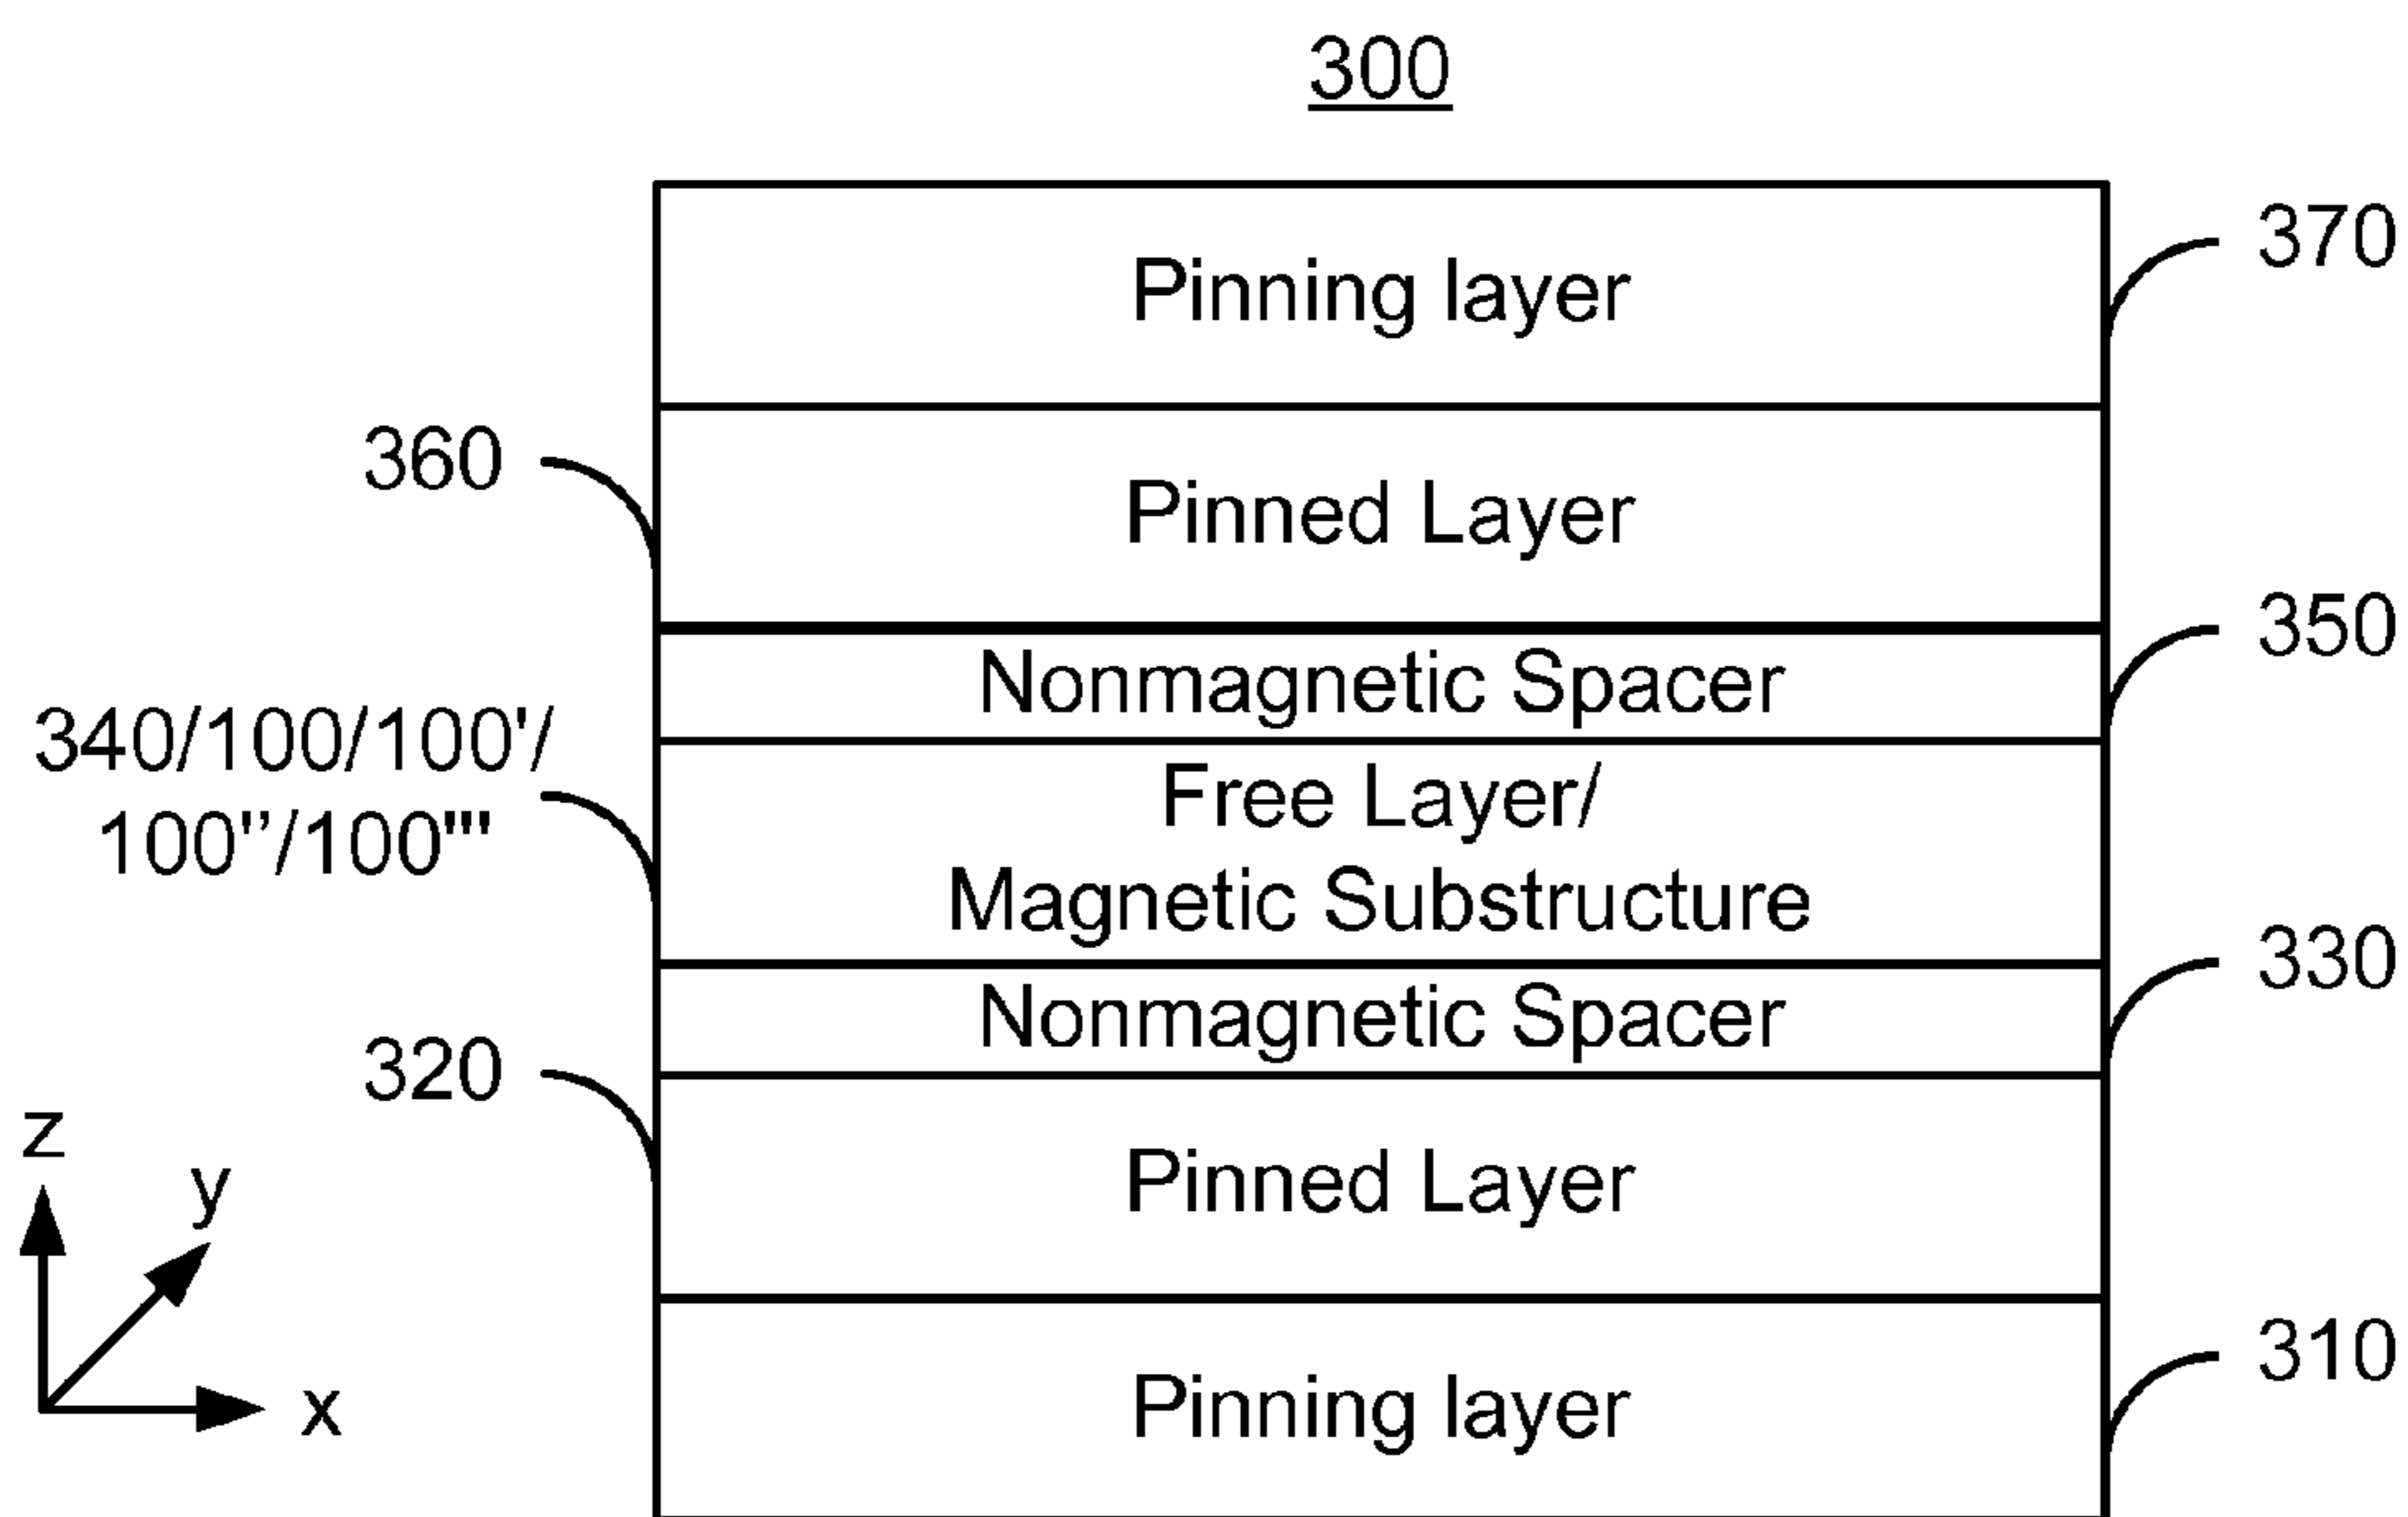 300
Pinning layer
370
Pinned Layer
360
Nonmagnetic Spacer
350
Free Layer/
Magnetic Substructure
340/100/100'/
100"/100'''
Nonmagnetic Spacer
330
Pinned Layer
320
Pinning layer
310
z
y
x